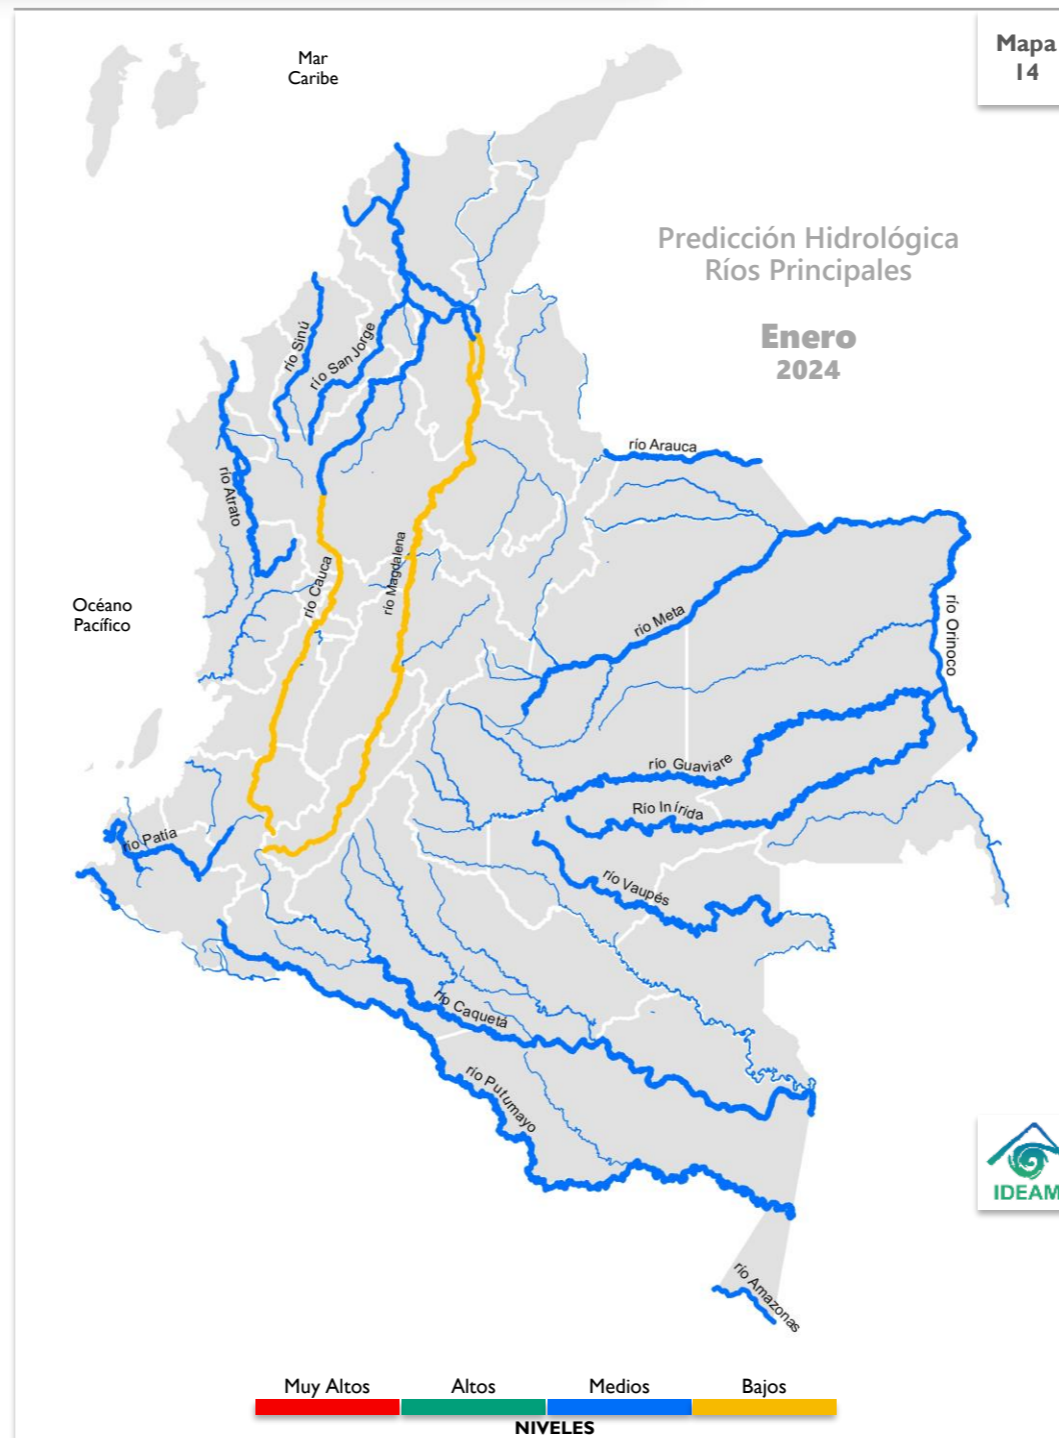 Mar
Caribe
Mapa
14
Predicción Hidrológica
Ríos Principales
Enero
2024
río Sinú
río San Jorge
río Arauca
río Atrato
río Cauca
río Magdalena
Océano
Pacífico
río Meta
río Orinoco
río Guaviare
Río Inírida
río Patía
río Vaupés
río Caquetá
río Putumayo
IDEAM
río Amazonas
Muy Altos
Altos
Medios
Bajos
NIVELES